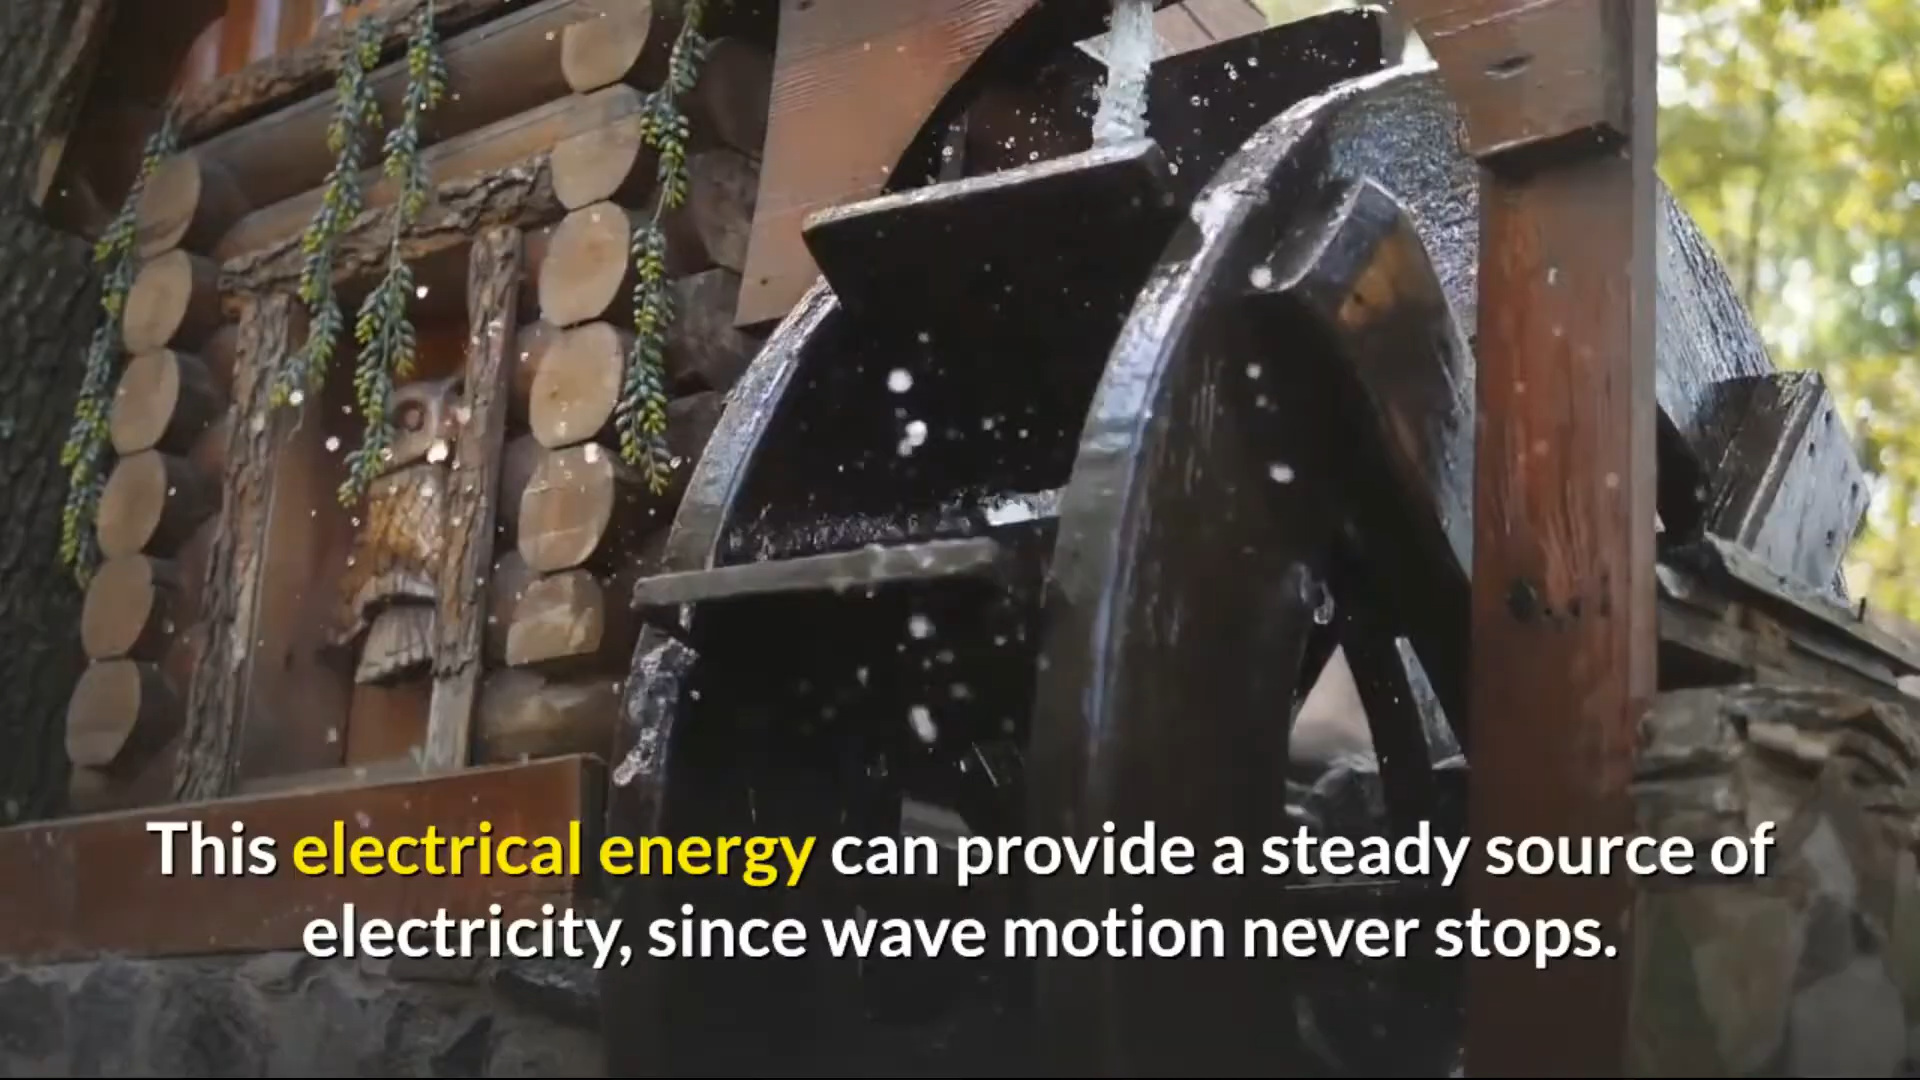 This electrical energy can provide a steady source of
electricity, since wave motion never stops.